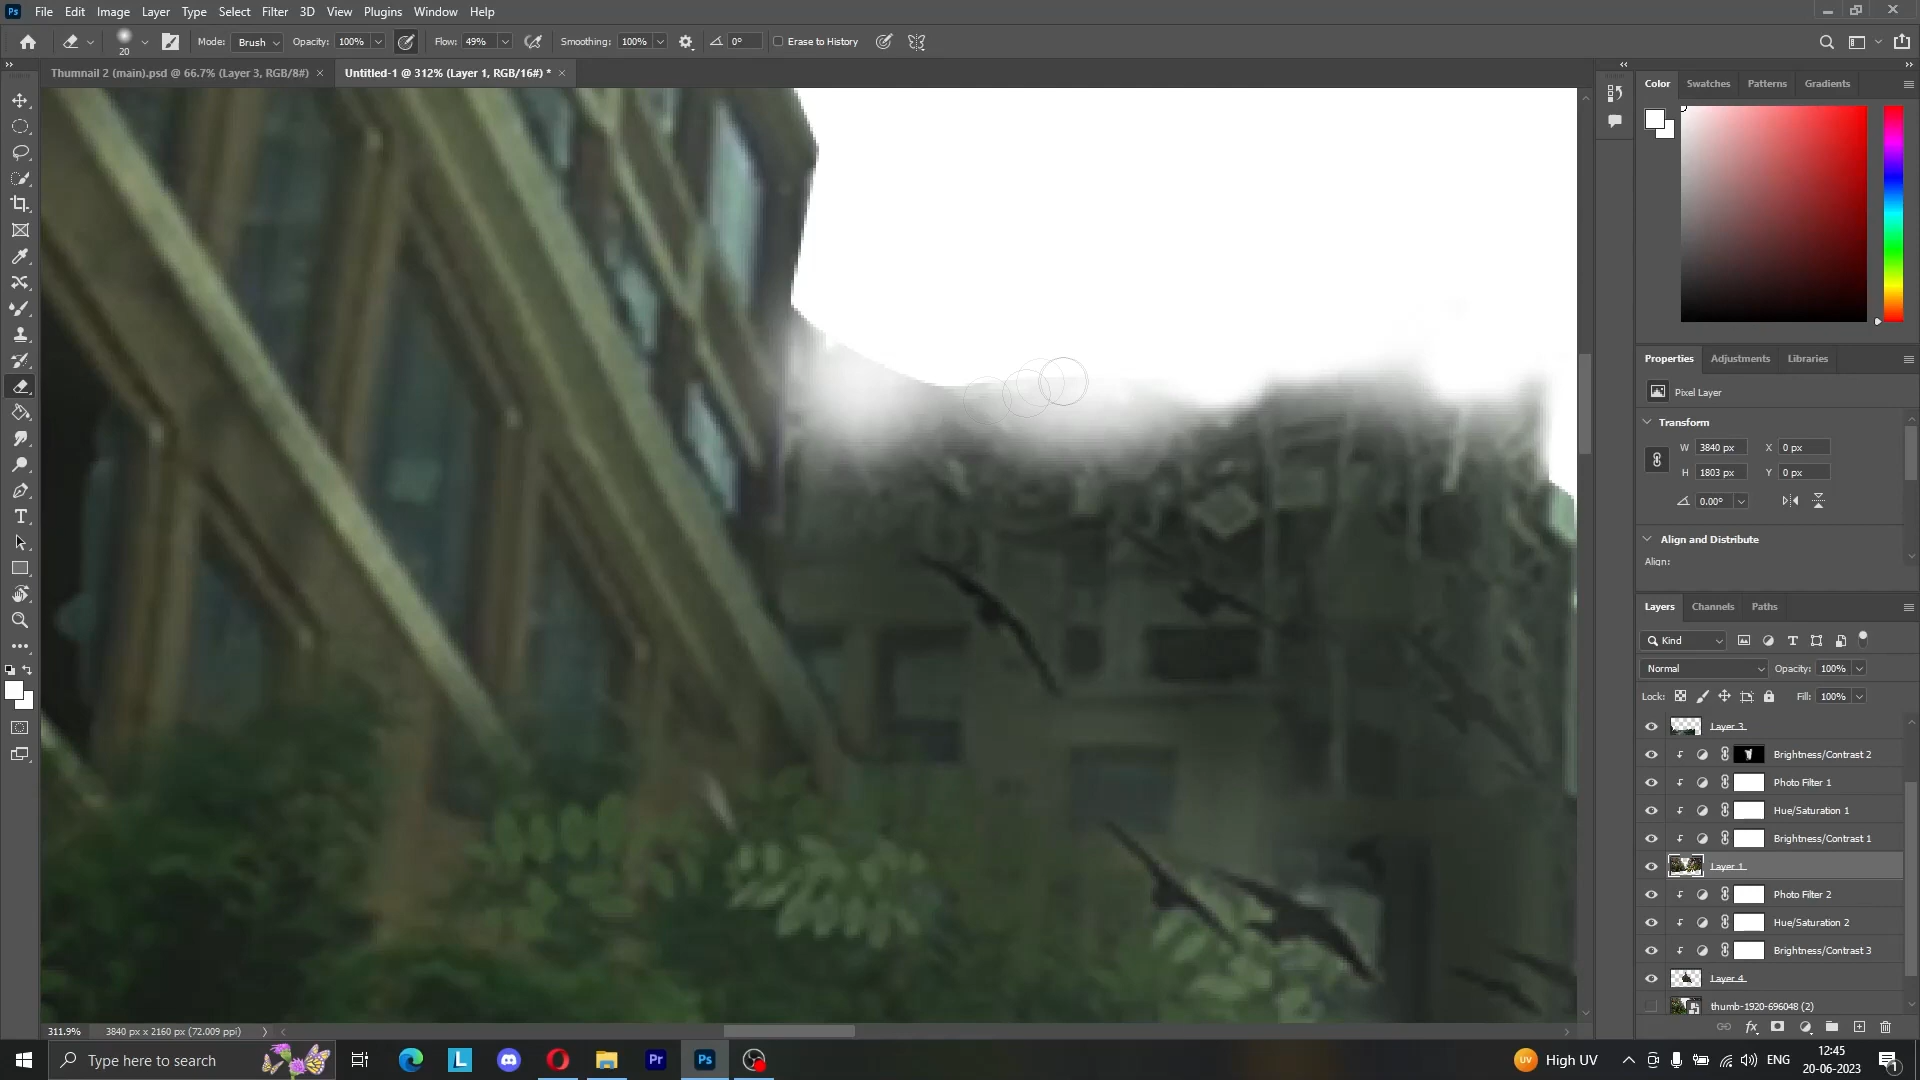 Ps File Edit Image Layer Type Select Filter 3D View Plugins Window Help
20 Mode: Brush Opacity: 100% Flow: 49% Smoothing: 100% 0° Erase to History
Thumnail 2 (main).psd @ 66.7% (Layer 3, RGB/8#) × Untitled-1 @ 312% (Layer 1, RGB/16#) * ×
Color Swatches Patterns Gradients
Properties Adjustments Libraries
Pixel Layer
Transform
W 3840 px X 0 px
H 1803 px Y 0 px
0.00°
Align and Distribute
Align:
Layers Channels Paths
Kind
Normal Opacity: 100%
Lock: Fill: 100%
Layer 3
Brightness/Contrast 2
Photo Filter 1
Hue/Saturation 1
Brightness/Contrast 1
Layer 1
Photo Filter 2
Hue/Saturation 2
Brightness/Contrast 3
Layer 4
thumb-1920-696048 (2)
311.9% 3840 px x 2160 px (72.009 ppi)
Type here to search L Pr Ps UV High UV ENG 12:45
20-06-2023 1